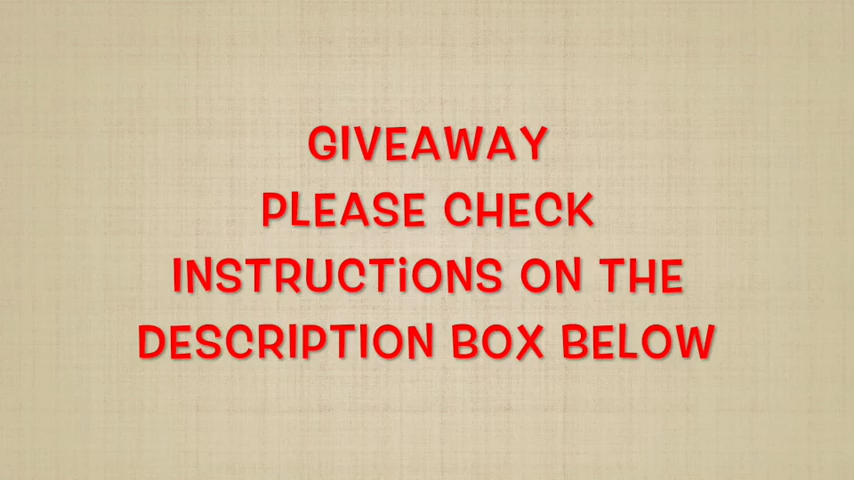 GIVEAWAY
PLEASE CHECK
INSTRUCTiONS ON THE
DESCRIPTION BOX BELOW